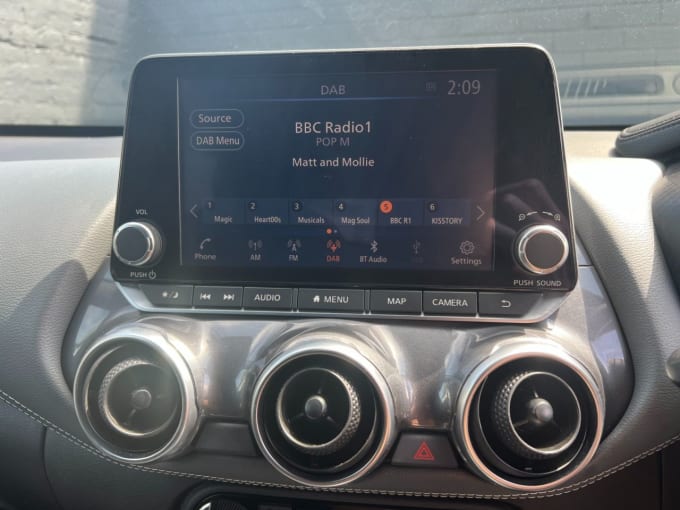 DAB 2:09
Source
DAB Menu
BBC Radio1
POP M
Matt and Mollie
1 2 3 4 5 6
Magic Heart00s Musicals Mag Soul BBC R1 KISSTORY
Phone AM FM DAB BT Audio Settings
VOL
PUSH
PUSH SOUND
AUDIO MENU MAP CAMERA